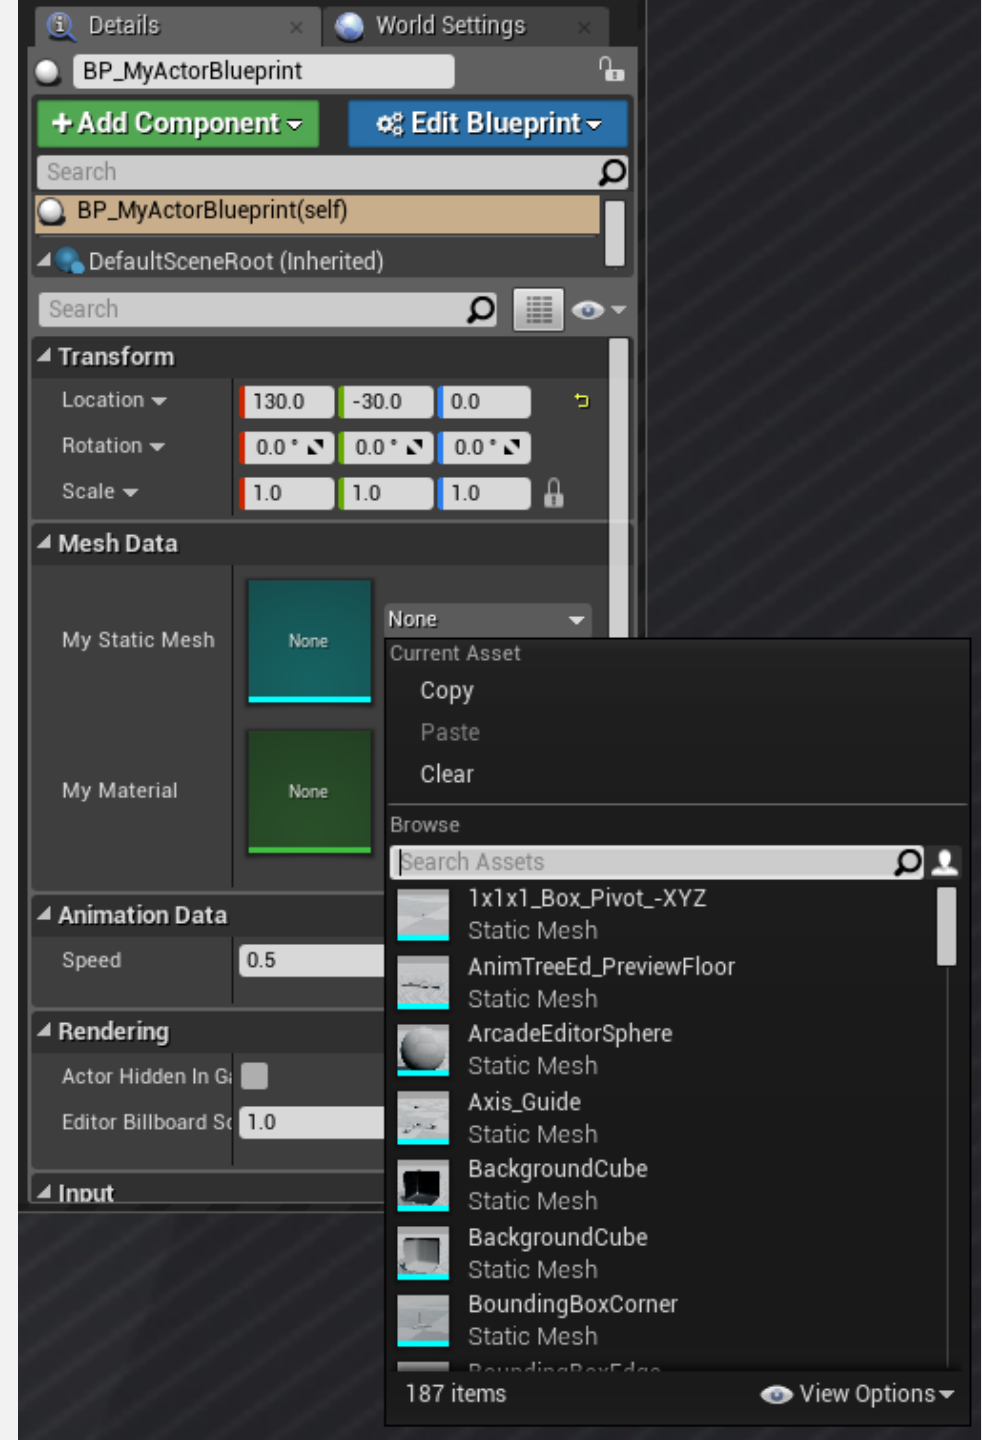 Details
World Settings
BP_MyActorBlueprint
+Add Component
Edit Blueprint
Search
BP_MyActorBlueprint(self)
DefaultSceneRoot (Inherited)
Search
Transform
Location 130.0 -30.0 0.0
Rotation 0.0 ° 0.0 ° 0.0 °
Scale 1.0 1.0 1.0
Mesh Data
My Static Mesh
None
None
My Material
None
Animation Data
Speed 0.5
Rendering
Actor Hidden In Ga
Editor Billboard Sc 1.0
Input
Current Asset
Copy
Paste
Clear
Browse
Search Assets
1x1x1_Box_Pivot_-XYZ
Static Mesh
AnimTreeEd_PreviewFloor
Static Mesh
ArcadeEditorSphere
Static Mesh
Axis_Guide
Static Mesh
BackgroundCube
Static Mesh
BackgroundCube
Static Mesh
BoundingBoxCorner
Static Mesh
BoundingBoxEdge
187 items
View Options